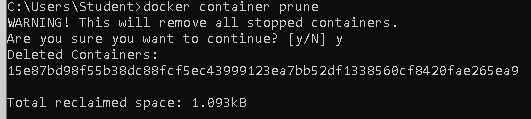 C:\Users\Student>docker container prune
WARNING! This will remove all stopped containers.
Are you sure you want to continue? [y/N] y
Deleted Containers:
15e87bd98f55b38dc88fcf5ec43999123ea7bb52df1338560cf8420fae265ea9
Total reclaimed space: 1.093kB